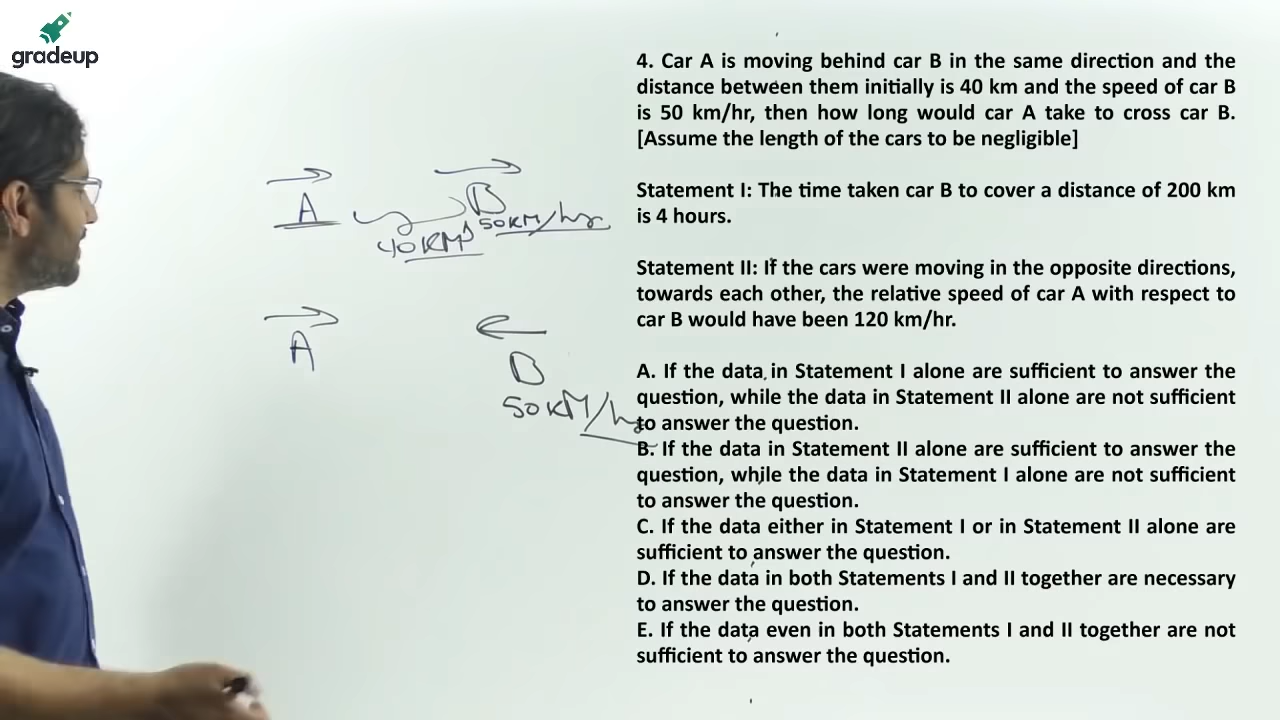 gradeup
4. Car A is moving behind car B in the same direction and the
distance between them initially is 40 km and the speed of car B
is 50 km/hr, then how long would car A take to cross car B.
[Assume the length of the cars to be negligible]
Statement I: The time taken car B to cover a distance of 200 km
is 4 hours.
Statement II: If the cars were moving in the opposite directions,
towards each other, the relative speed of car A with respect to
car B would have been 120 km/hr.
A. If the data in Statement I alone are sufficient to answer the
question, while the data in Statement II alone are not sufficient
to answer the question.
B. If the data in Statement II alone are sufficient to answer the
question, while the data in Statement I alone are not sufficient
to answer the question.
C. If the data either in Statement I or in Statement II alone are
sufficient to answer the question.
D. If the data in both Statements I and II together are necessary
to answer the question.
E. If the data even in both Statements I and II together are not
sufficient to answer the question.
A B
40KM 50KM/hr
A B
50KM/hr